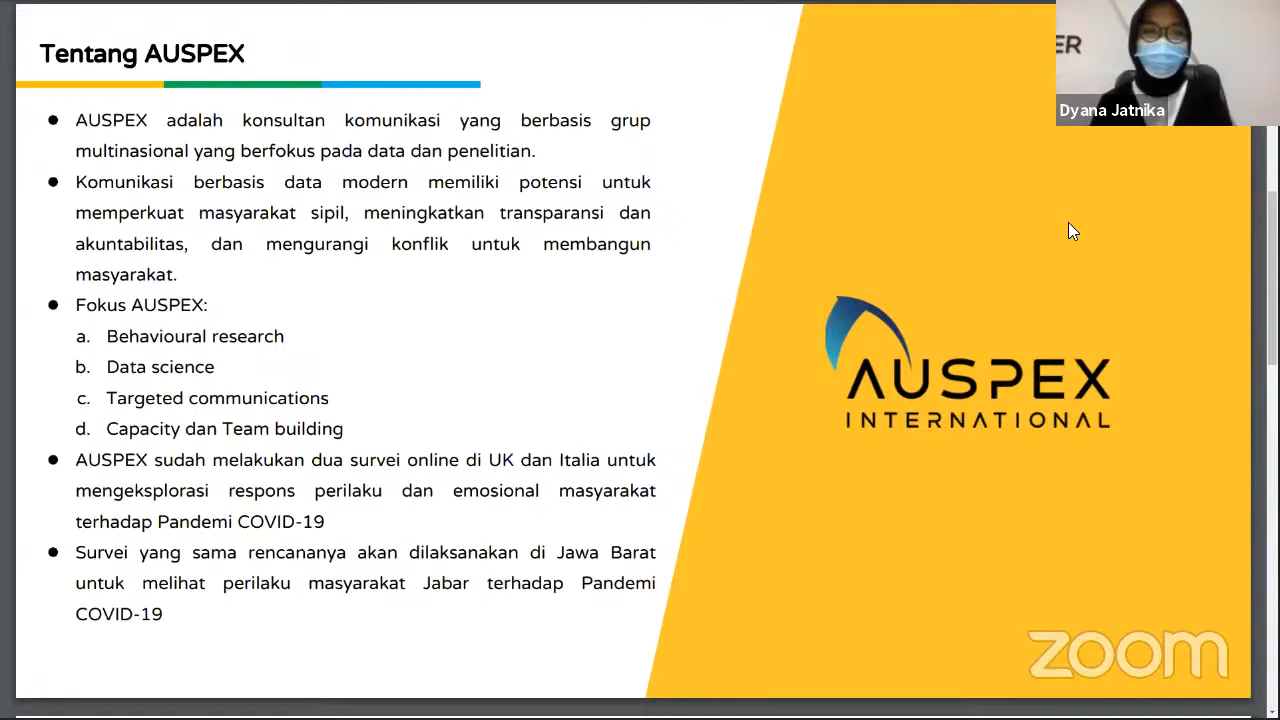 Tentang AUSPEX
AUSPEX adalah konsultan komunikasi yang berbasis grup
multinasional yang berfokus pada data dan penelitian.
Komunikasi berbasis data modern memiliki potensi untuk
memperkuat masyarakat sipil, meningkatkan transparansi dan
akuntabilitas, dan mengurangi konflik untuk membangun
masyarakat.
Fokus AUSPEX:
a. Behavioural research
b. Data science
c. Targeted communications
d. Capacity dan Team building
AUSPEX sudah melakukan dua survei online di UK dan Italia untuk
mengeksplorasi respons perilaku dan emosional masyarakat
terhadap Pandemi COVID-19
Survei yang sama rencananya akan dilaksanakan di Jawa Barat
untuk melihat perilaku masyarakat Jabar terhadap Pandemi
COVID-19
AUSPEX
INTERNATIONAL
Dyana Jatnika
zoom